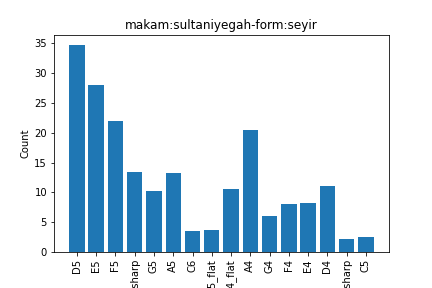 makam:sultaniyegah-form:seyir
Count
35
30
25
20
15
10
5
0
D5
E5
F5
sharp
G5
A5
C6
5_flat
4_flat
A4
G4
F4
E4
D4
sharp
C5